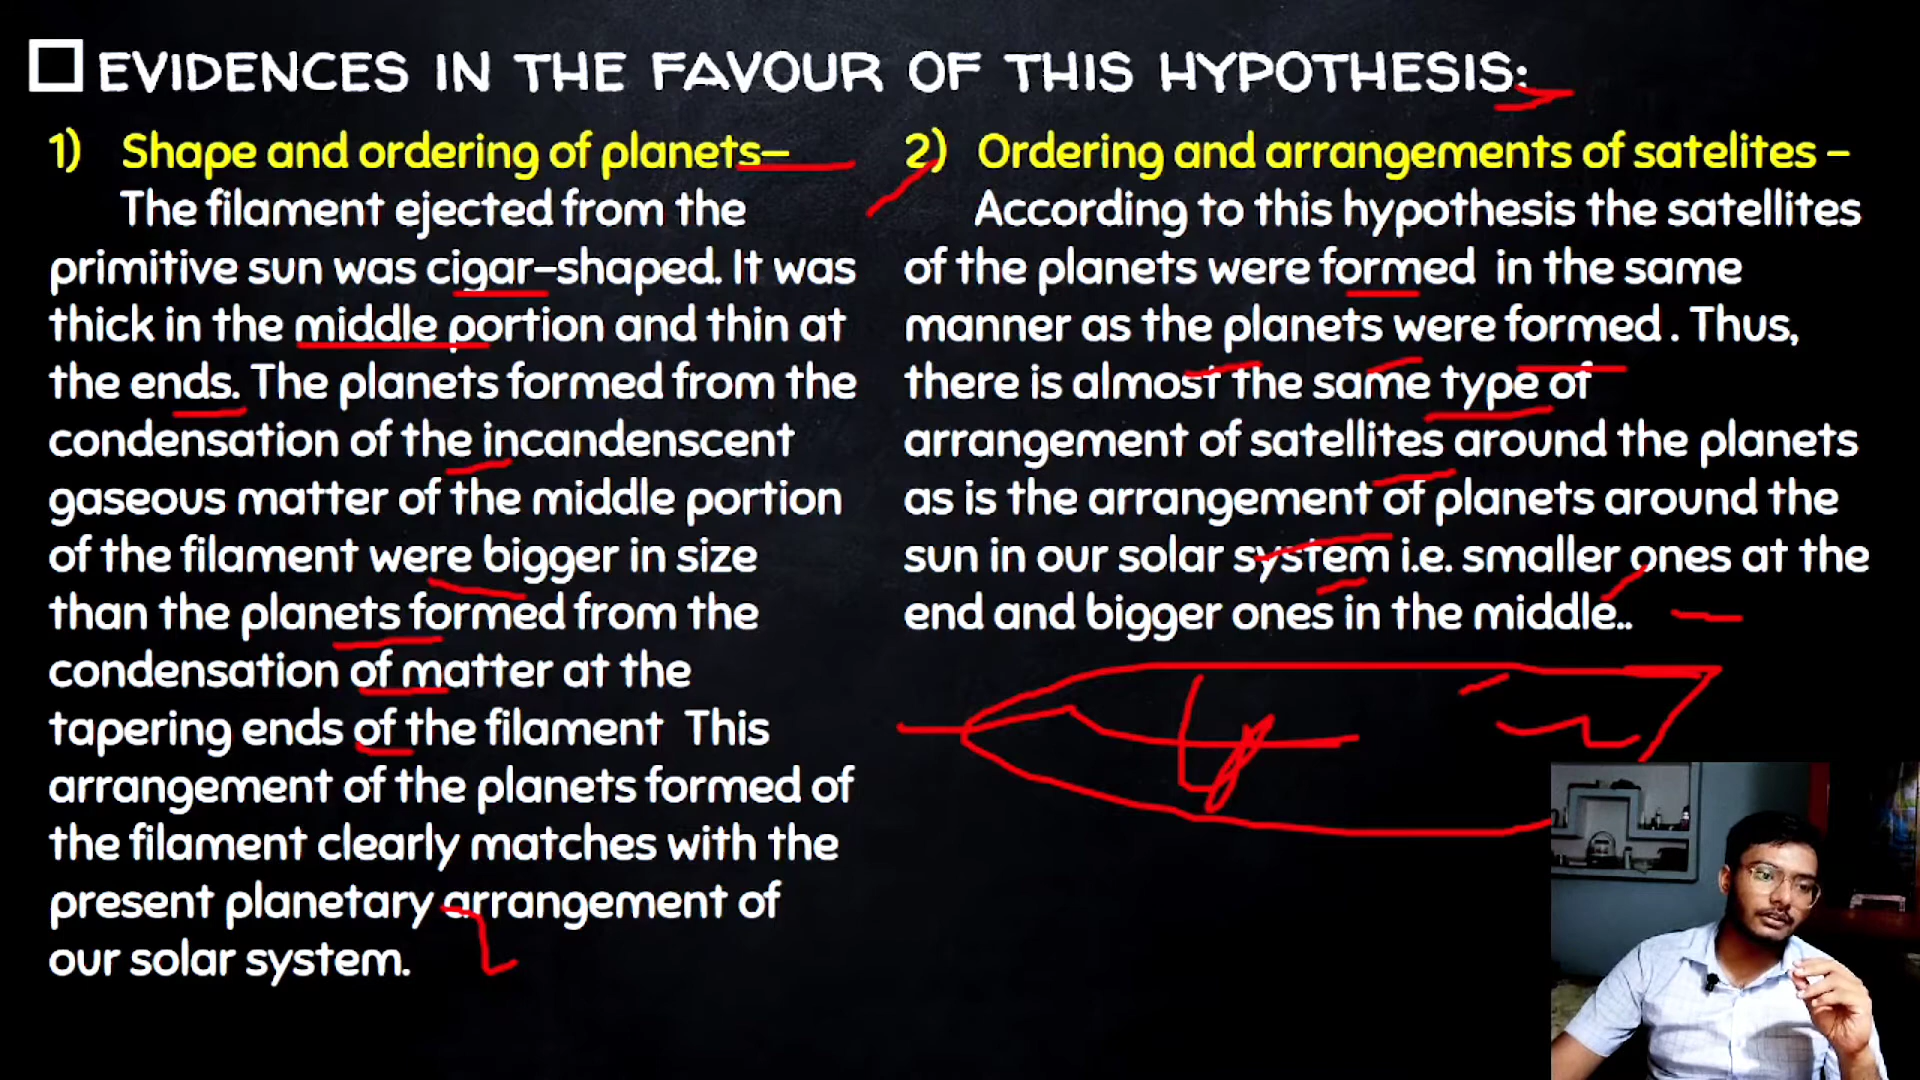 EVIDENCES IN THE FAVOUR OF THIS HYPOTHESIS:
1) Shape and ordering of planets–
The filament ejected from the
primitive sun was cigar-shaped. It was
thick in the middle portion and thin at
the ends. The planets formed from the
condensation of the incandenscent
gaseous matter of the middle portion
of the filament were bigger in size
than the planets formed from the
condensation of matter at the
tapering ends of the filament This
arrangement of the planets formed of
the filament clearly matches with the
present planetary arrangement of
our solar system.
2) Ordering and arrangements of satelites –
According to this hypothesis the satellites
of the planets were formed in the same
manner as the planets were formed . Thus,
there is almost the same type of
arrangement of satellites around the planets
as is the arrangement of planets around the
sun in our solar system i.e. smaller ones at the
end and bigger ones in the middle..